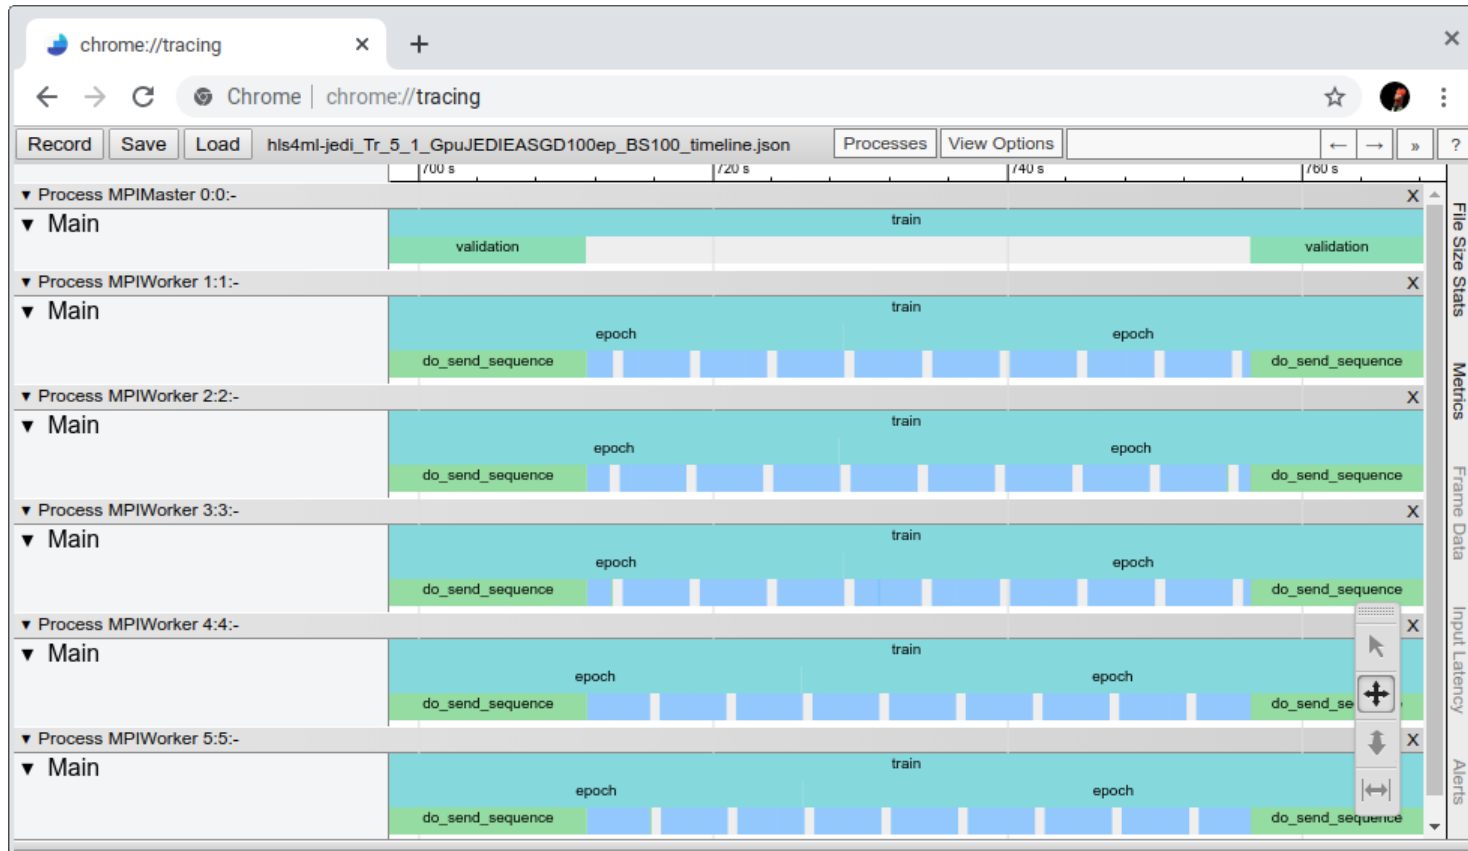 chrome://tracing
Chrome | chrome://tracing
Record Save Load hls4ml-jedi_Tr_5_1_GpuJEDIEASGD100ep_BS100_timeline.json Processes View Options ← → » ?
700 s 720 s 740 s 760 s
▾ Process MPIMaster 0:0:- X
▾ Main train
validation validation
▾ Process MPIWorker 1:1:- X
▾ Main train
epoch epoch
do_send_sequence do_send_sequence
▾ Process MPIWorker 2:2:- X
▾ Main train
epoch epoch
do_send_sequence do_send_sequence
▾ Process MPIWorker 3:3:- X
▾ Main train
epoch epoch
do_send_sequence do_send_sequence
▾ Process MPIWorker 4:4:- X
▾ Main train
epoch epoch
do_send_sequence do_send_se
▾ Process MPIWorker 5:5:- X
▾ Main train
epoch epoch
do_send_sequence do_send_sequence
File Size Stats
Metrics
Frame Data
Input Latency
Alerts